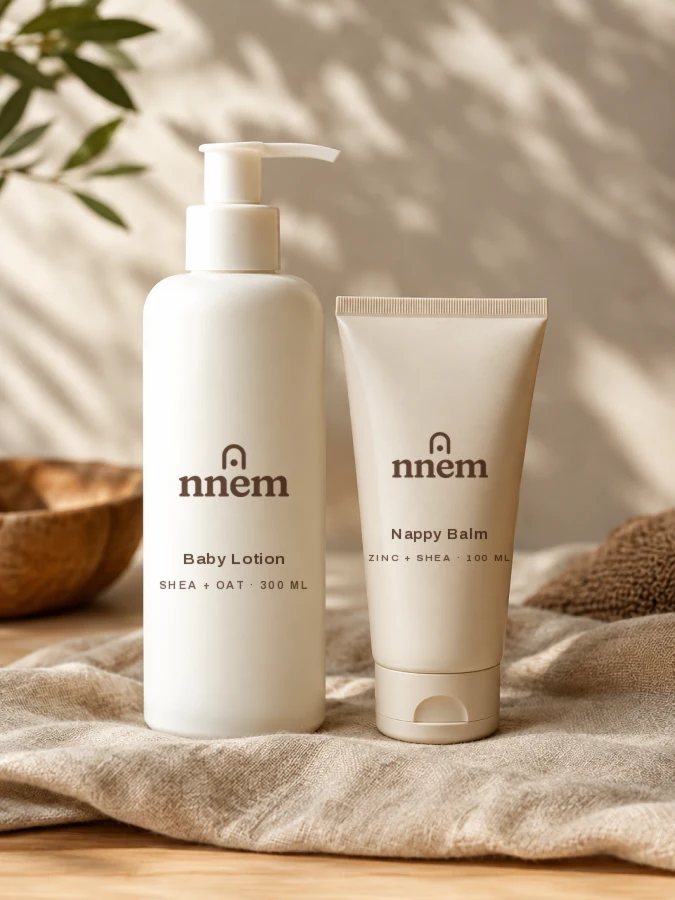 nnem
Baby Lotion
SHEA + OAT · 300 ML
nnem
Nappy Balm
ZINC + SHEA · 100 ML